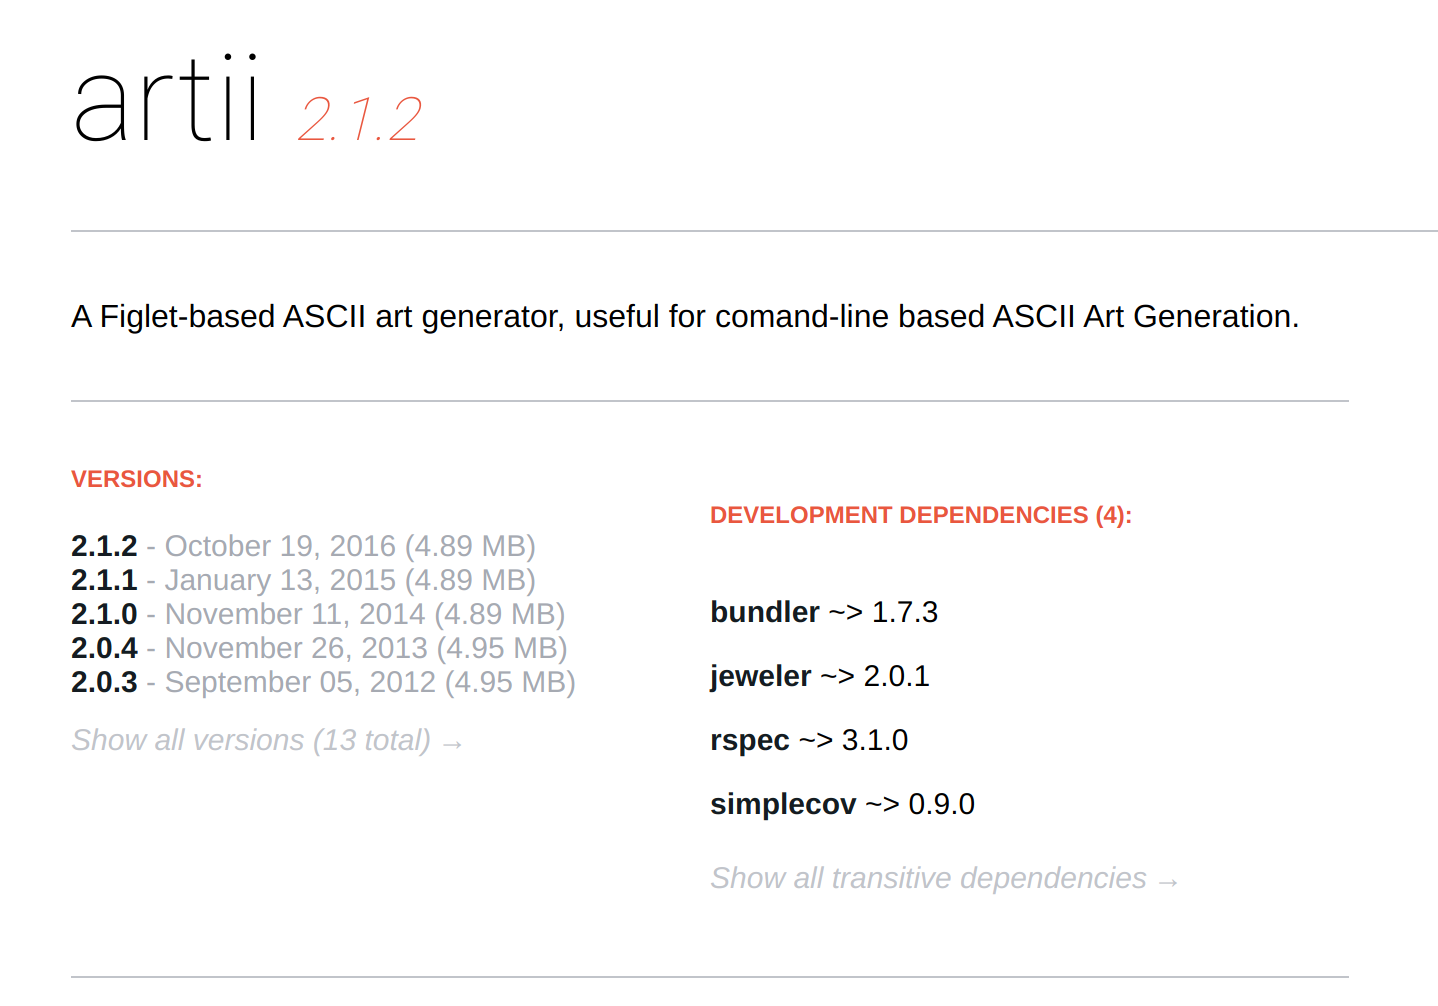 artii 2.1.2
A Figlet-based ASCII art generator, useful for comand-line based ASCII Art Generation.
VERSIONS:
2.1.2 - October 19, 2016 (4.89 MB)
2.1.1 - January 13, 2015 (4.89 MB)
2.1.0 - November 11, 2014 (4.89 MB)
2.0.4 - November 26, 2013 (4.95 MB)
2.0.3 - September 05, 2012 (4.95 MB)
Show all versions (13 total) →
DEVELOPMENT DEPENDENCIES (4):
bundler ~> 1.7.3
jeweler ~> 2.0.1
rspec ~> 3.1.0
simplecov ~> 0.9.0
Show all transitive dependencies →